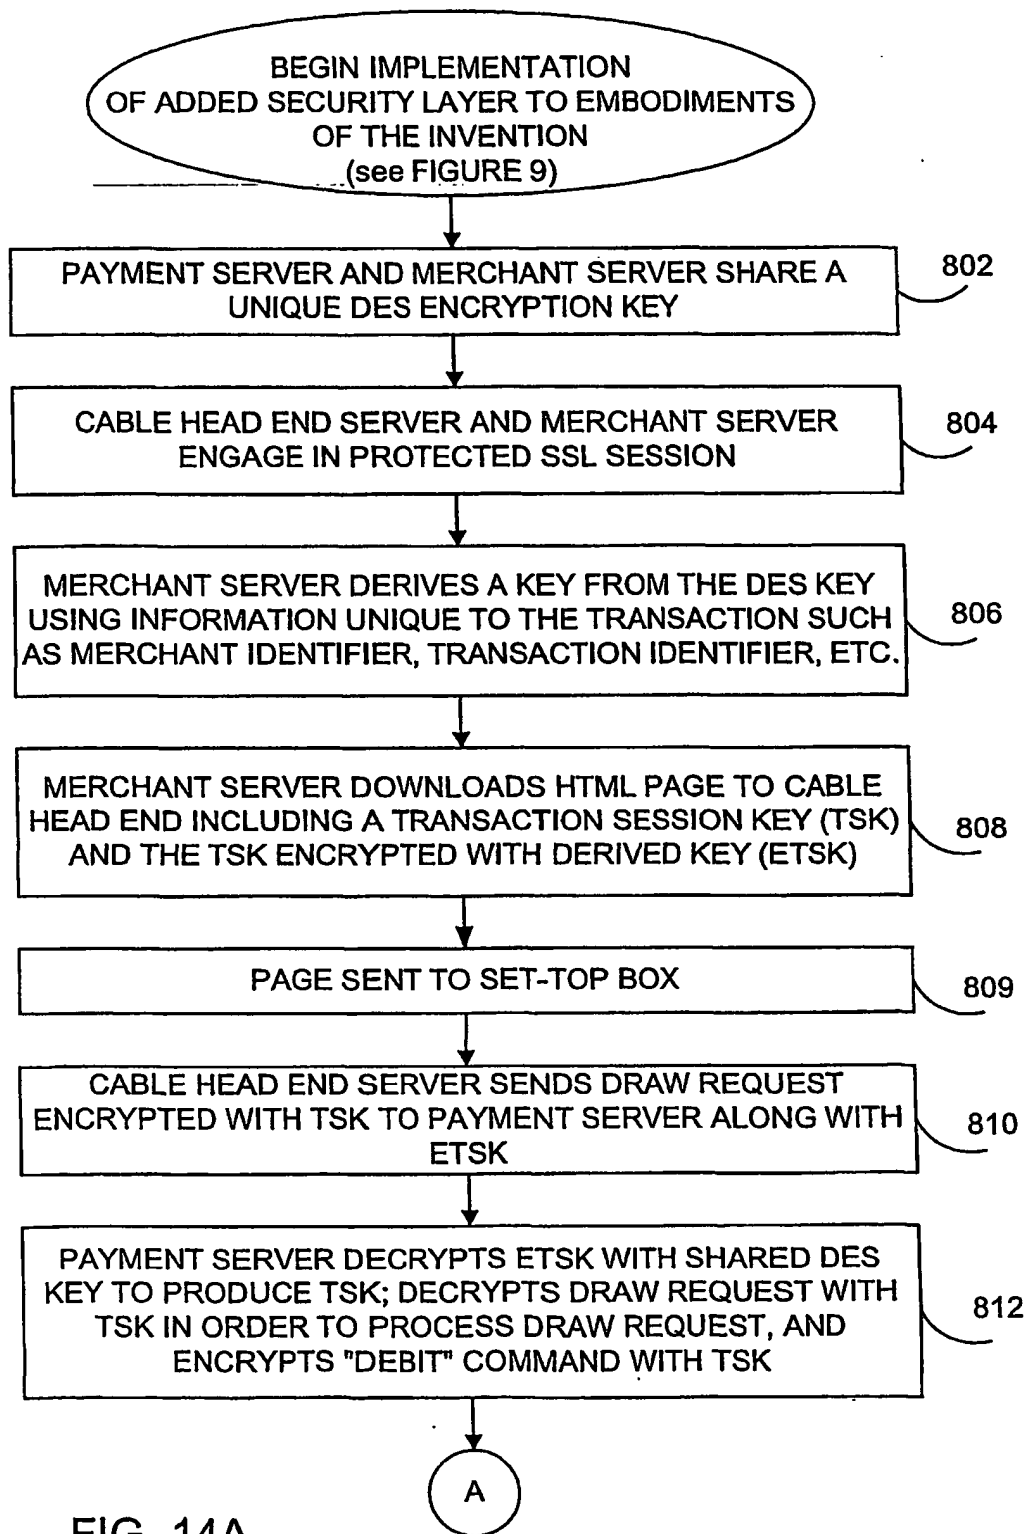 BEGIN IMPLEMENTATION
OF ADDED SECURITY LAYER TO EMBODIMENTS
OF THE INVENTION
(see FIGURE 9)
PAYMENT SERVER AND MERCHANT SERVER SHARE A
UNIQUE DES ENCRYPTION KEY
802
CABLE HEAD END SERVER AND MERCHANT SERVER
ENGAGE IN PROTECTED SSL SESSION
804
MERCHANT SERVER DERIVES A KEY FROM THE DES KEY
USING INFORMATION UNIQUE TO THE TRANSACTION SUCH
AS MERCHANT IDENTIFIER, TRANSACTION IDENTIFIER, ETC.
806
MERCHANT SERVER DOWNLOADS HTML PAGE TO CABLE
HEAD END INCLUDING A TRANSACTION SESSION KEY (TSK)
AND THE TSK ENCRYPTED WITH DERIVED KEY (ETSK)
808
PAGE SENT TO SET-TOP BOX
809
CABLE HEAD END SERVER SENDS DRAW REQUEST
ENCRYPTED WITH TSK TO PAYMENT SERVER ALONG WITH
ETSK
810
PAYMENT SERVER DECRYPTS ETSK WITH SHARED DES
KEY TO PRODUCE TSK; DECRYPTS DRAW REQUEST WITH
TSK IN ORDER TO PROCESS DRAW REQUEST, AND
ENCRYPTS "DEBIT" COMMAND WITH TSK
812
A
FIG. 14A